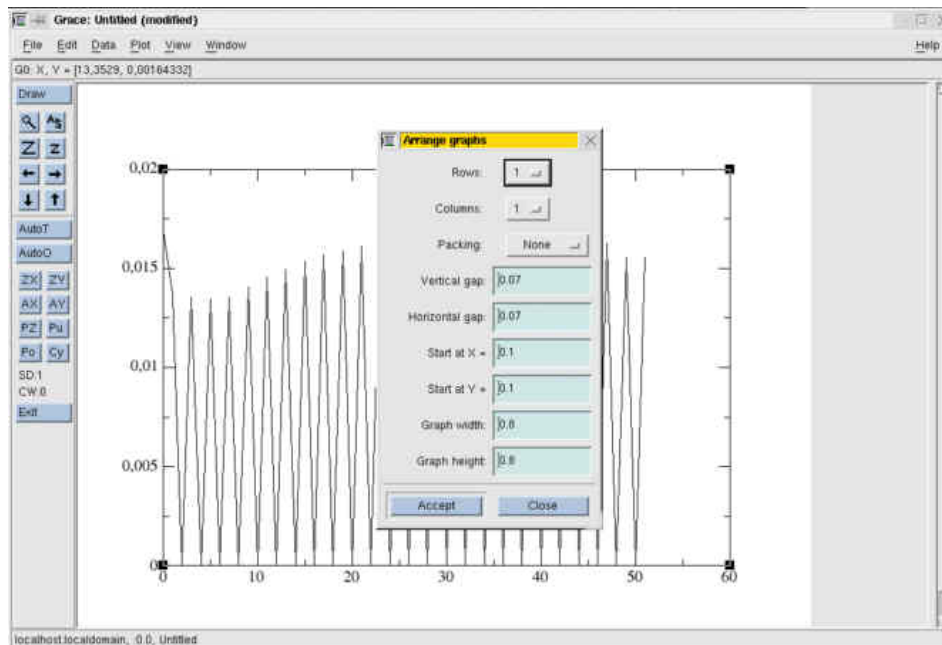 Grace: Untitled (modified)
File Edit Data Plot View Window Help
G0: X, Y = [13,3529, 0,00164332]
Draw
Arrange graphs
Rows: 1
Columns: 1
Packing: None
Vertical gap: 0.07
Horizontal gap: 0.07
Start at X = 0.1
Start at Y = 0.1
Graph width: 0.8
Graph height: 0.8
Accept Close
A S
Z z
AutoT
AutoO
ZX ZY
AX AY
PZ Pu
Po Cy
SD:1
CW:0
Exit
0,02
0,015
0,01
0,005
0
0 10 20 30 40 50 60
localhost.localdomain, 0.0, Untitled